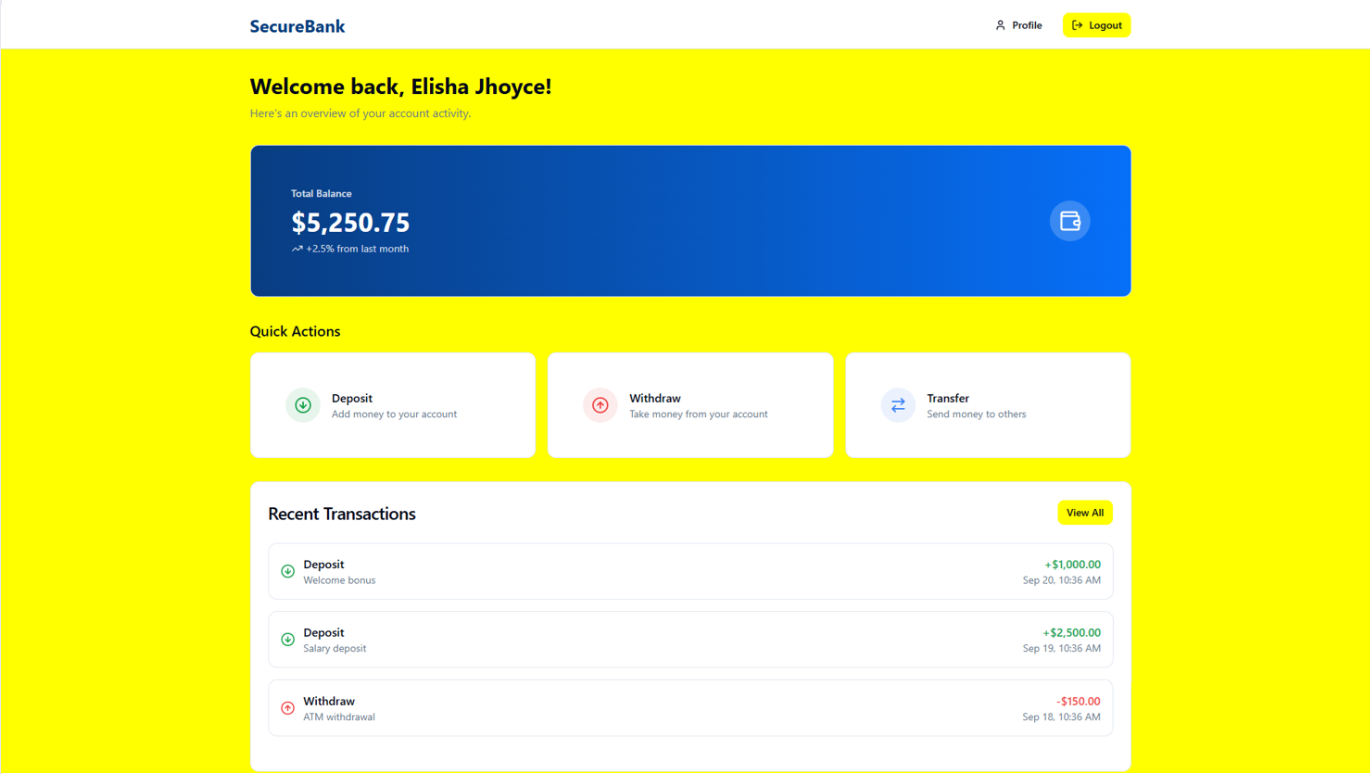 SecureBank
Profile
Logout
Welcome back, Elisha Jhoyce!
Here's an overview of your account activity.
Total Balance
$5,250.75
+2.5% from last month
Quick Actions
Deposit
Add money to your account
Withdraw
Take money from your account
Transfer
Send money to others
Recent Transactions
View All
Deposit
Welcome bonus
+$1,000.00
Sep 20, 10:36 AM
Deposit
Salary deposit
+$2,500.00
Sep 19, 10:36 AM
Withdraw
ATM withdrawal
-$150.00
Sep 18, 10:36 AM